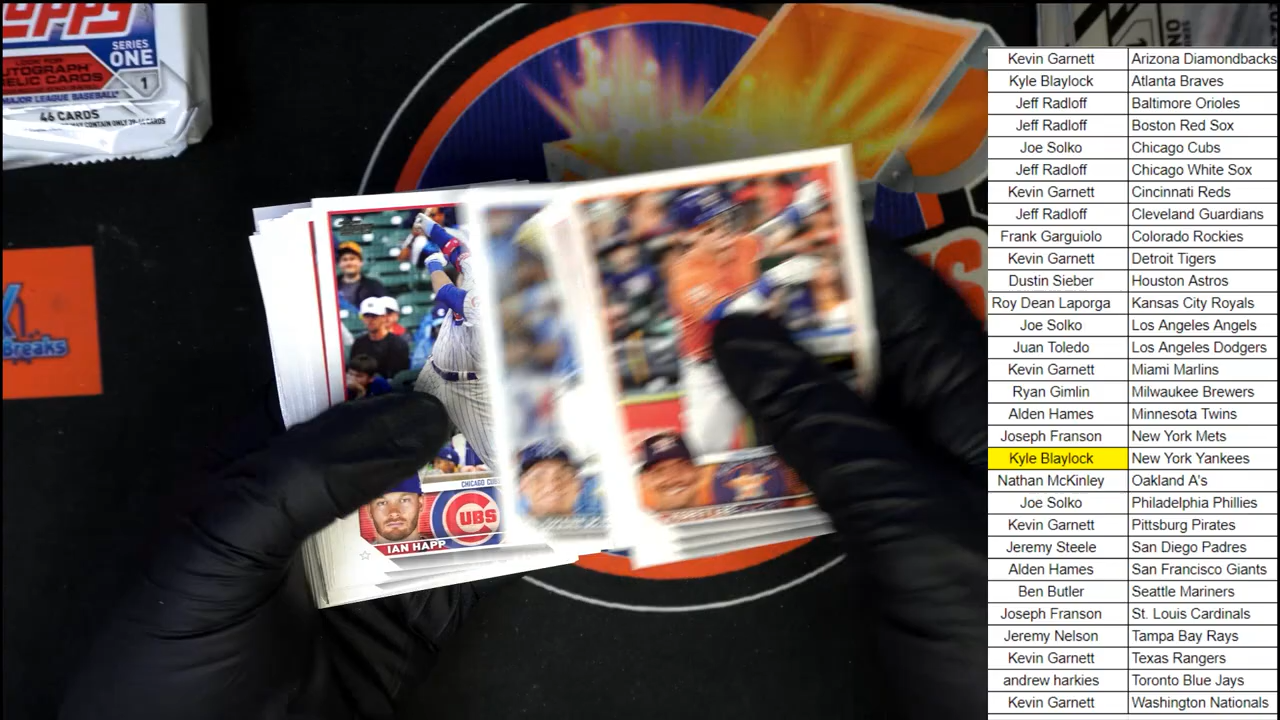 TOPPS
SERIES
ONE
1
LOOK FOR
AUTOGRAPH
RELIC CARDS
MAJOR LEAGUE BASEBALL
46 CARDS
Breaks
CHICAGO CUBS
CUBS
IAN HAPP
Kevin Garnett Arizona Diamondbacks
Kyle Blaylock Atlanta Braves
Jeff Radloff Baltimore Orioles
Jeff Radloff Boston Red Sox
Joe Solko Chicago Cubs
Jeff Radloff Chicago White Sox
Kevin Garnett Cincinnati Reds
Jeff Radloff Cleveland Guardians
Frank Garguiolo Colorado Rockies
Kevin Garnett Detroit Tigers
Dustin Sieber Houston Astros
Roy Dean Laporga Kansas City Royals
Joe Solko Los Angeles Angels
Juan Toledo Los Angeles Dodgers
Kevin Garnett Miami Marlins
Ryan Gimlin Milwaukee Brewers
Alden Hames Minnesota Twins
Joseph Franson New York Mets
Kyle Blaylock New York Yankees
Nathan McKinley Oakland A's
Joe Solko Philadelphia Phillies
Kevin Garnett Pittsburg Pirates
Jeremy Steele San Diego Padres
Alden Hames San Francisco Giants
Ben Butler Seattle Mariners
Joseph Franson St. Louis Cardinals
Jeremy Nelson Tampa Bay Rays
Kevin Garnett Texas Rangers
andrew harkies Toronto Blue Jays
Kevin Garnett Washington Nationals